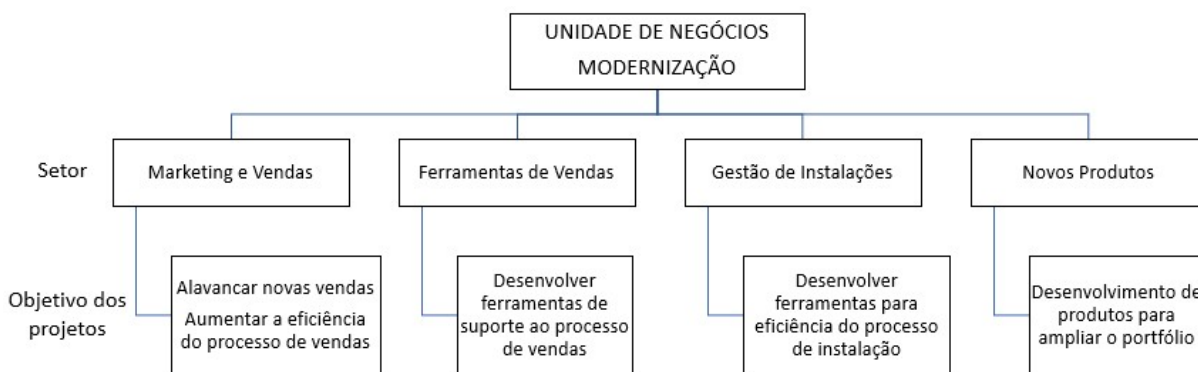 UNIDADE DE NEGÓCIOS
MODERNIZAÇÃO
Setor
Marketing e Vendas
Ferramentas de Vendas
Gestão de Instalações
Novos Produtos
Objetivo dos
projetos
Alavancar novas vendas
Aumentar a eficiência
do processo de vendas
Desenvolver
ferramentas de
suporte ao processo
de vendas
Desenvolver
ferramentas para
eficiência do processo
de instalação
Desenvolvimento de
produtos para
ampliar o portfólio